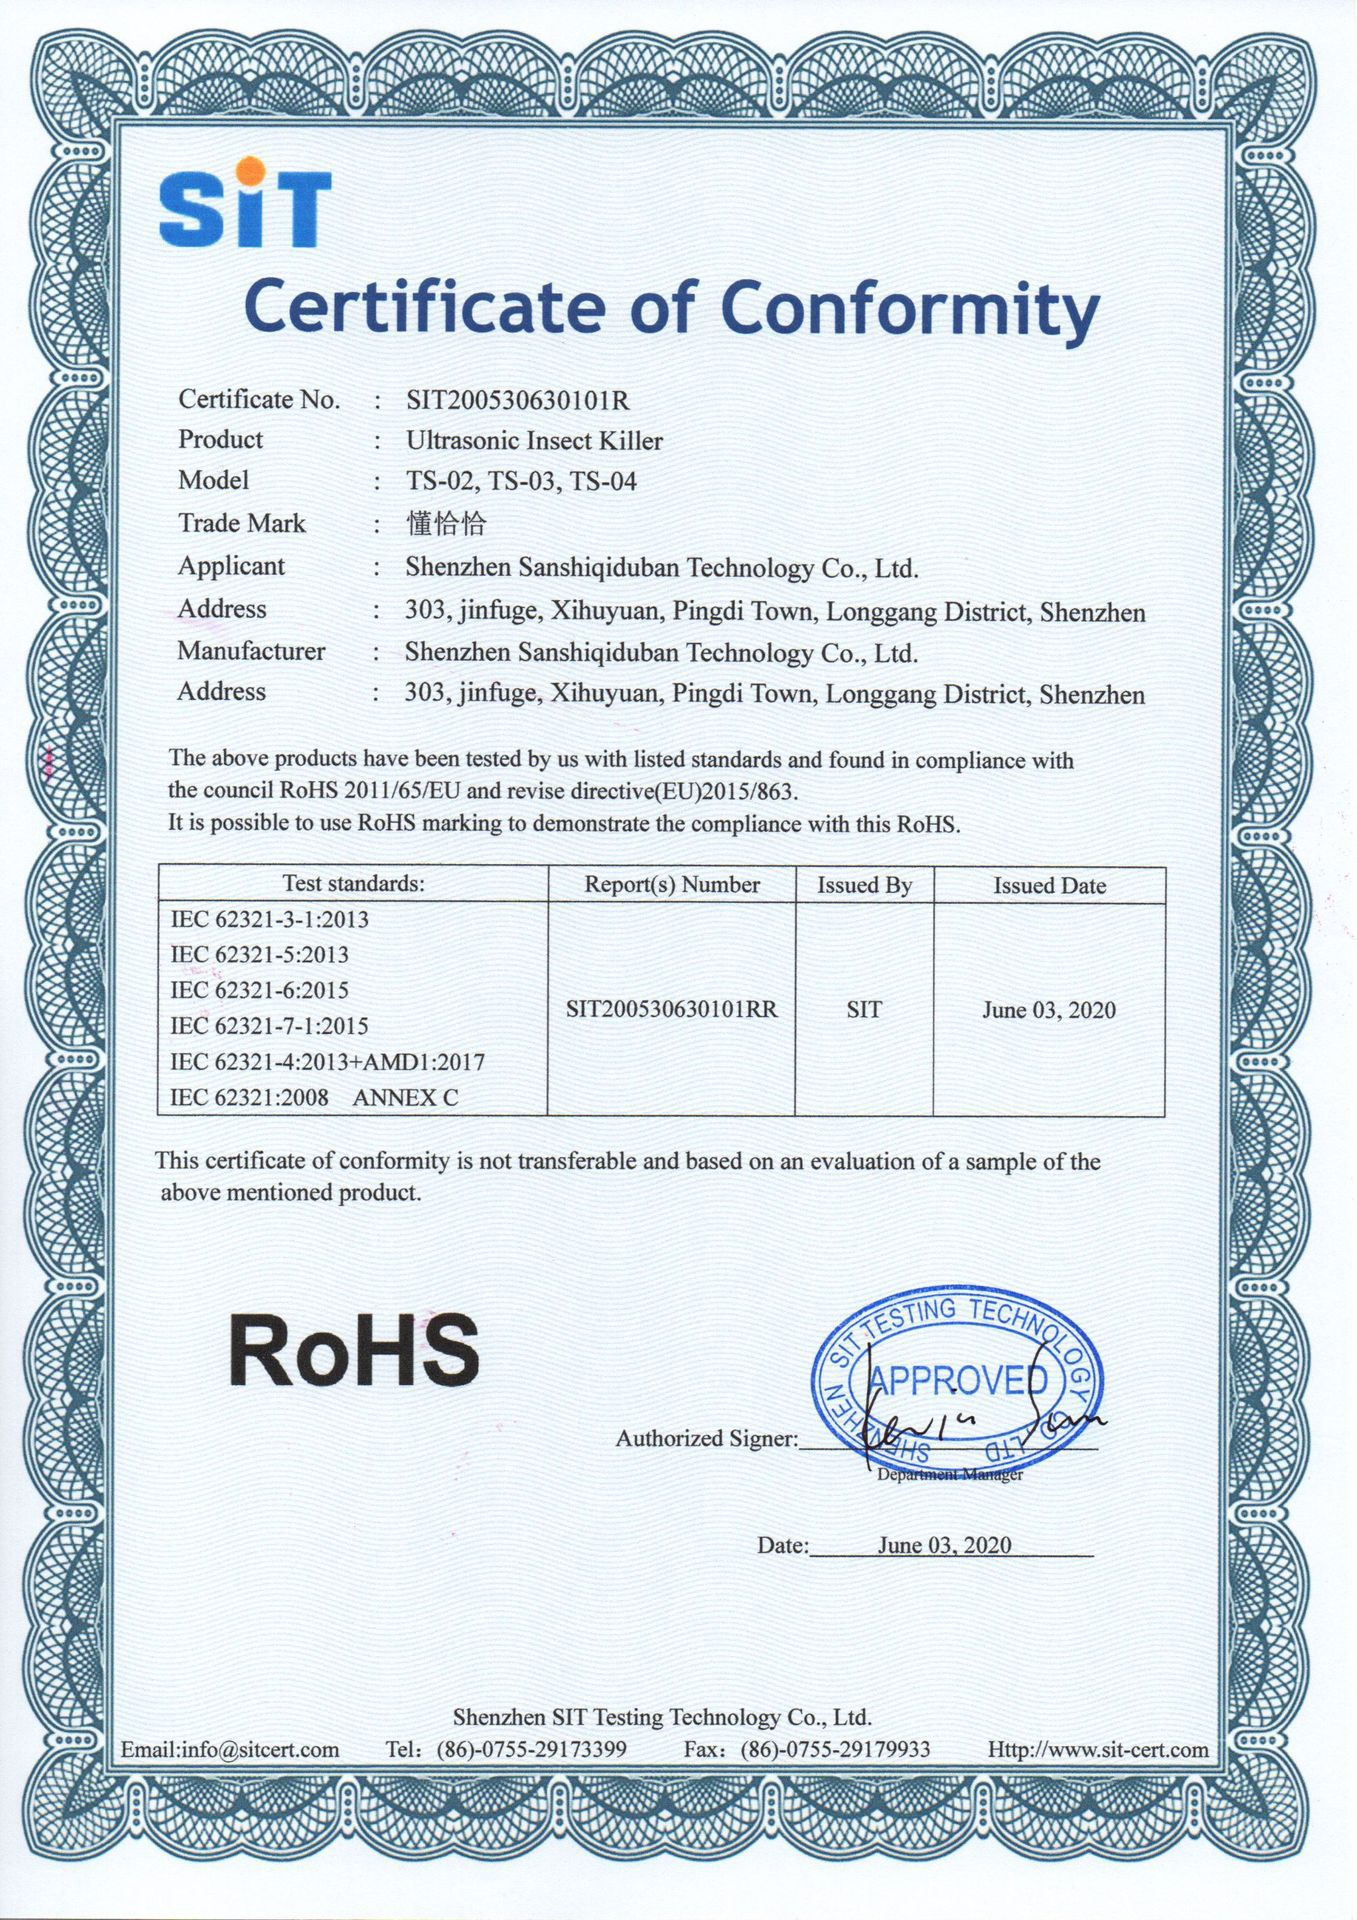 SiT
Certificate of Conformity
Certificate No. : SIT200530630101R
Product : Ultrasonic Insect Killer
Model : TS-02, TS-03, TS-04
Trade Mark : 懂恰恰
Applicant : Shenzhen Sanshiqiduban Technology Co., Ltd.
Address : 303, jinfuge, Xihuyuan, Pingdi Town, Longgang District, Shenzhen
Manufacturer : Shenzhen Sanshiqiduban Technology Co., Ltd.
Address : 303, jinfuge, Xihuyuan, Pingdi Town, Longgang District, Shenzhen
The above products have been tested by us with listed standards and found in compliance with
the council RoHS 2011/65/EU and revise directive(EU)2015/863.
It is possible to use RoHS marking to demonstrate the compliance with this RoHS.
Test standards: Report(s) Number Issued By Issued Date
IEC 62321-3-1:2013
IEC 62321-5:2013
IEC 62321-6:2015
IEC 62321-7-1:2015
IEC 62321-4:2013+AMD1:2017
IEC 62321:2008 ANNEX C
SIT200530630101RR SIT June 03, 2020
This certificate of conformity is not transferable and based on an evaluation of a sample of the
above mentioned product.
RoHS
SHENZHEN SIT TESTING TECHNOLOGY CO LTD
APPROVED
Authorized Signer:
Department Manager
Date: June 03, 2020
Shenzhen SIT Testing Technology Co., Ltd.
Email:info@sitcert.com Tel: (86)-0755-29173399 Fax: (86)-0755-29179933 Http://www.sit-cert.com